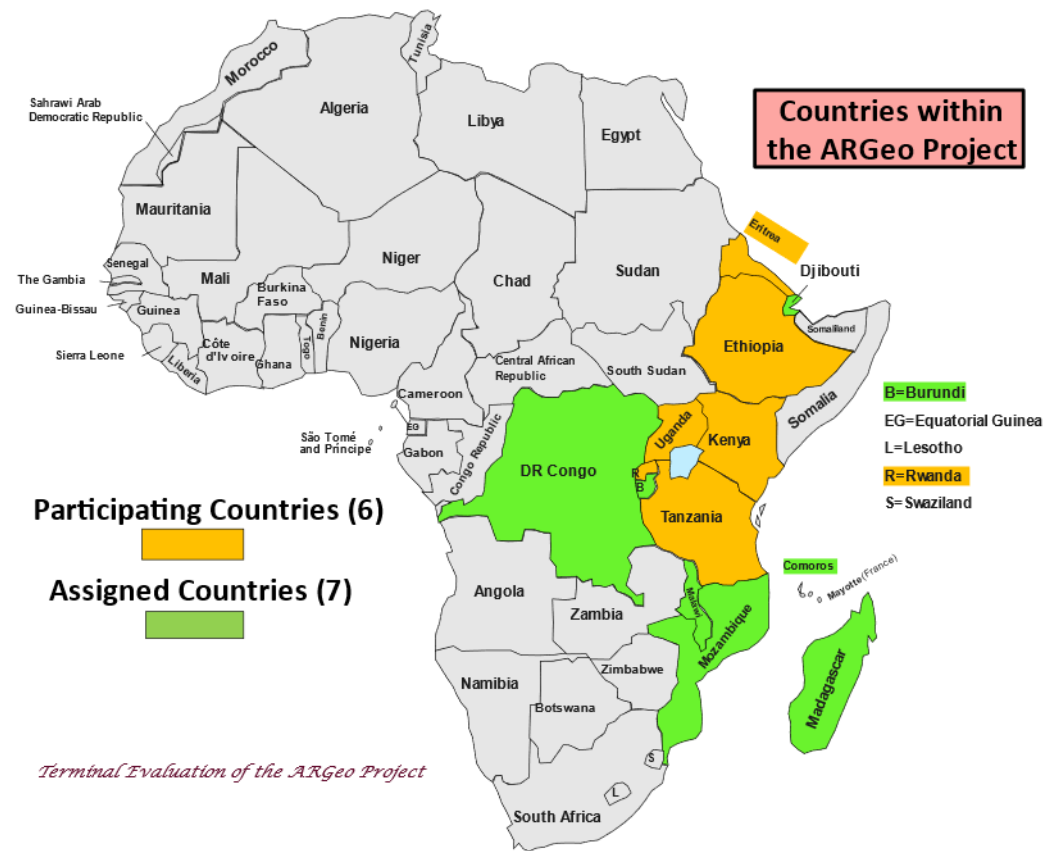 Countries within
the ARGeo Project
Tunisia
Morocco
Sahrawi Arab
Democratic Republic
Algeria
Libya
Egypt
Mauritania
Eritrea
Senegal
Mali
Niger
Chad
Sudan
Djibouti
The Gambia
Burkina
Faso
Guinea-Bissau
Guinea
Benin
Somaliland
Sierra Leone
Liberia
Côte
d'Ivoire
Ghana
Togo
Nigeria
Ethiopia
Central African
Republic
South Sudan
Somalia
Cameroon
B=Burundi
EG=Equatorial Guinea
L=Lesotho
R=Rwanda
S=Swaziland
EG
São Tomé
and Príncipe
Gabon
Congo Republic
Uganda
Kenya
DR Congo
R
B
Participating Countries (6)
Tanzania
Assigned Countries (7)
Comoros
Mayotte(France)
Angola
Malawi
Zambia
Mozambique
Zimbabwe
Madagascar
Namibia
Botswana
Terminal Evaluation of the ARGeo Project
S
L
South Africa